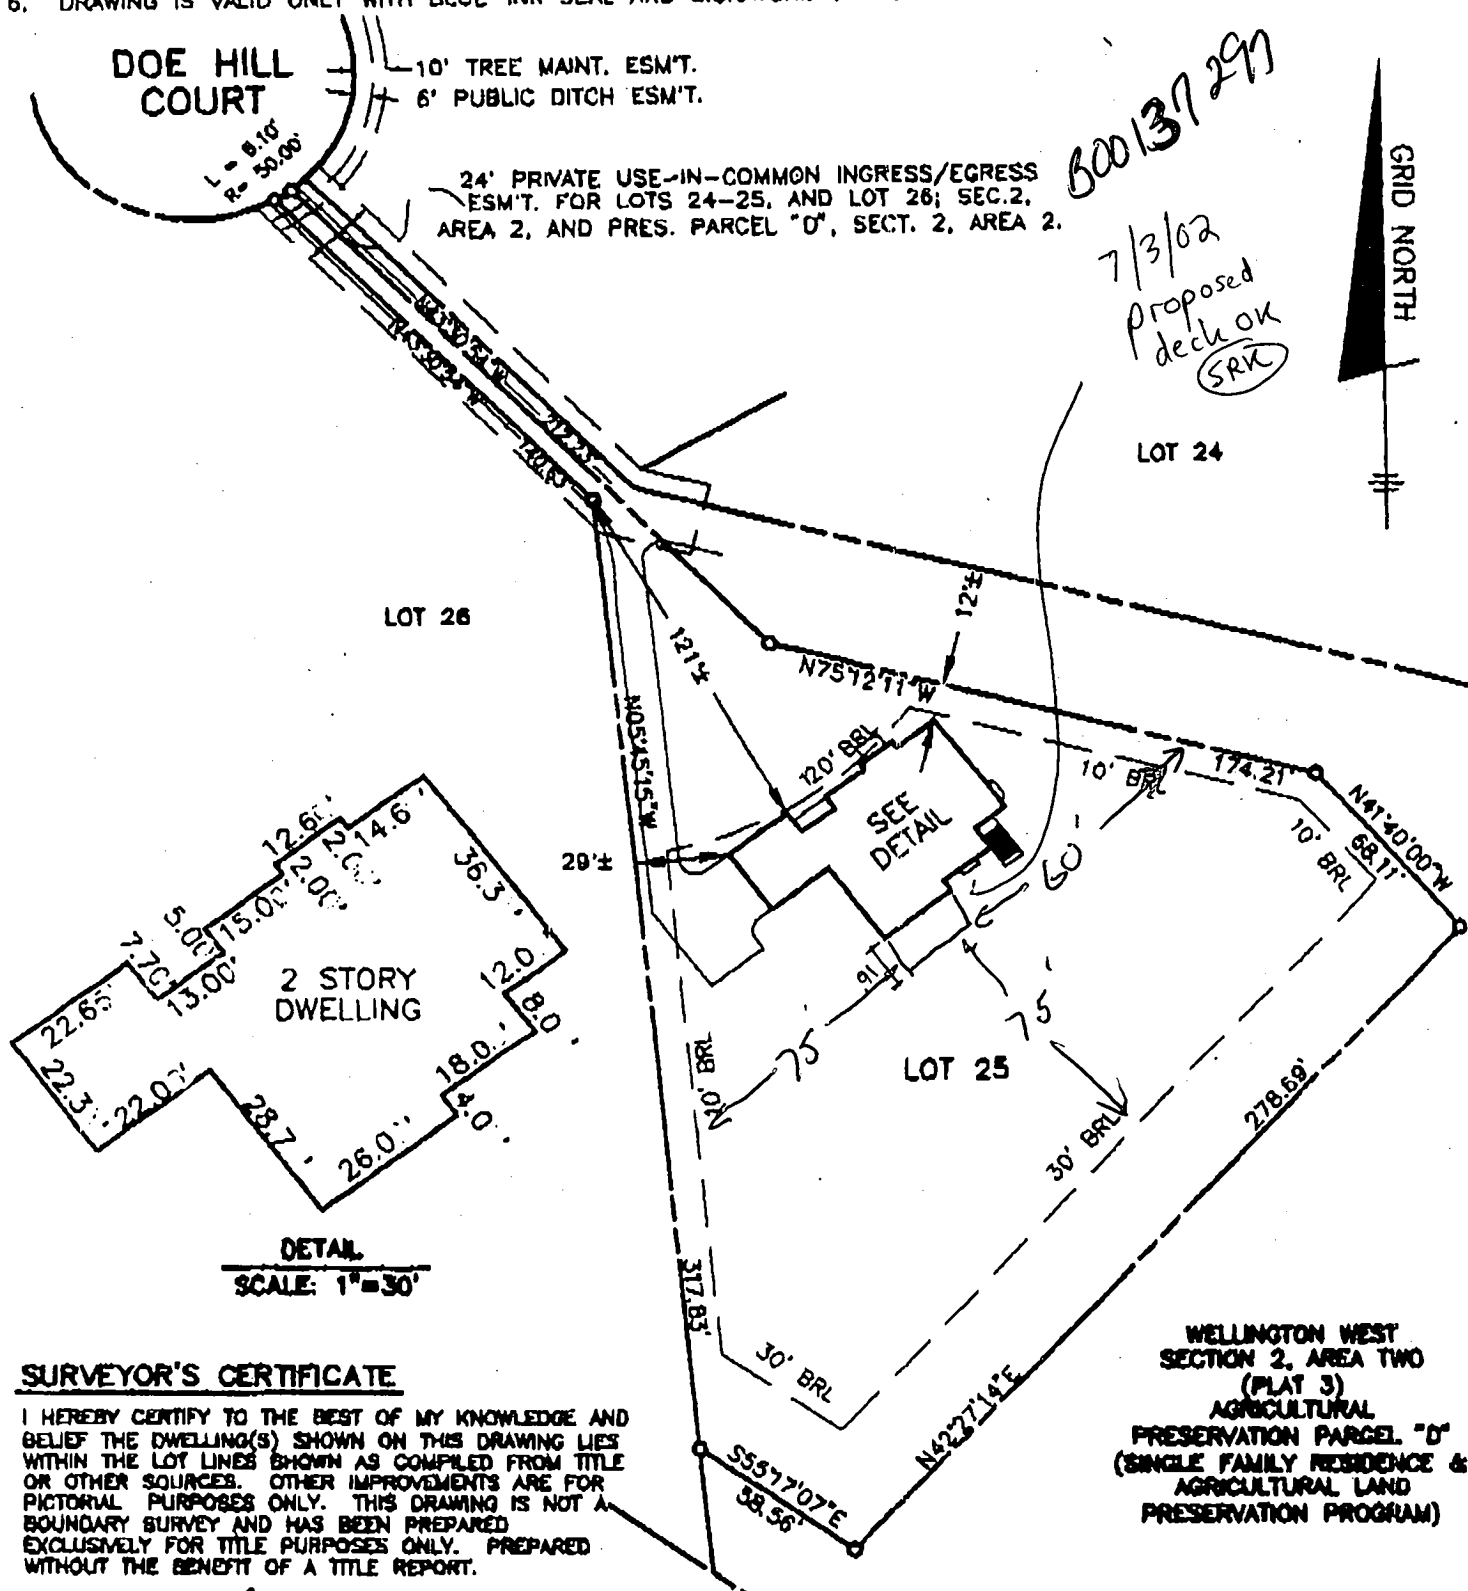 6. DRAWING IS VALID ONLY WITH BLUE INK SEAL AND
DOE HILL
COURT
10' TREE MAINT. ESM'T.
6' PUBLIC DITCH ESM'T.
L = 8.10'
R= 50.00'
24' PRIVATE USE-IN-COMMON INGRESS/EGRESS
ESM'T. FOR LOTS 24-25, AND LOT 26; SEC.2,
AREA 2, AND PRES. PARCEL "D", SECT. 2, AREA 2.
B00137297
7/3/02
proposed
deck OK
SRK
GRID NORTH
LOT 24
212.23'
LOT 26
121'±
12'±
N75°12'11"W
174.21'
N05°45'15"W
120' BRL
10' BRL
N41°40'00"W
68.11'
10' BRL
SEE
DETAIL
29'±
60'
16'
75'
75'
LOT 25
10' BRL
30' BRL
278.69'
12.66'
2.00'
14.6
2.00'
15.00'
5.00'
7.70'
13.00'
36.3
22.65'
2 STORY
DWELLING
12.0
8.0
22.3
22.00'
18.0
4.0
28.7
26.0
DETAIL
SCALE: 1"=30'
317.83'
30' BRL
N42°27'14"E
S55°17'07"E
38.56'
SURVEYOR'S CERTIFICATE
I HEREBY CERTIFY TO THE BEST OF MY KNOWLEDGE AND
BELIEF THE DWELLING(S) SHOWN ON THIS DRAWING LIES
WITHIN THE LOT LINES SHOWN AS COMPILED FROM TITLE
OR OTHER SOURCES. OTHER IMPROVEMENTS ARE FOR
PICTORIAL PURPOSES ONLY. THIS DRAWING IS NOT A
BOUNDARY SURVEY AND HAS BEEN PREPARED
EXCLUSIVELY FOR TITLE PURPOSES ONLY. PREPARED
WITHOUT THE BENEFIT OF A TITLE REPORT.
WELLINGTON WEST
SECTION 2, AREA TWO
(PLAT 3)
AGRICULTURAL
PRESERVATION PARCEL "D"
(SINGLE FAMILY RESIDENCE &
AGRICULTURAL LAND
PRESERVATION PROGRAM)